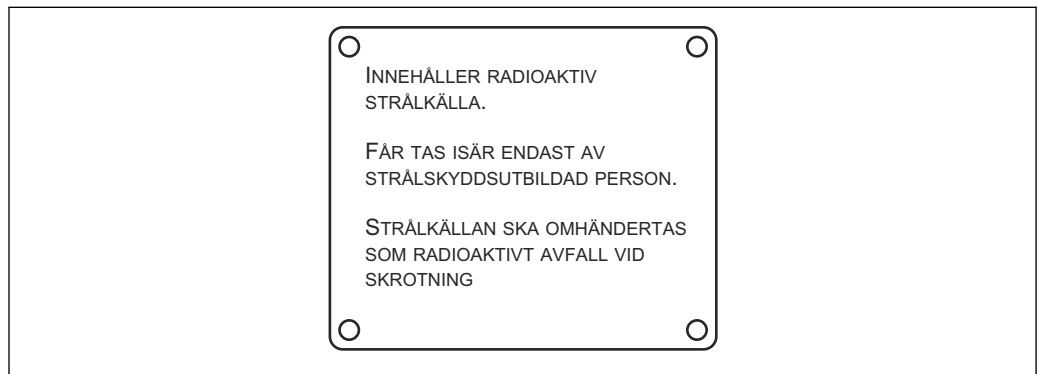 INNEHÅLLER RADIOAKTIV
STRÅLKÄLLA.
FÅR TAS ISÄR ENDAST AV
STRÅLSKYDDSUTBILDAD PERSON.
STRÅLKÄLLAN SKA OMHÄNDERTAS
SOM RADIOAKTIVT AVFALL VID
SKROTNING